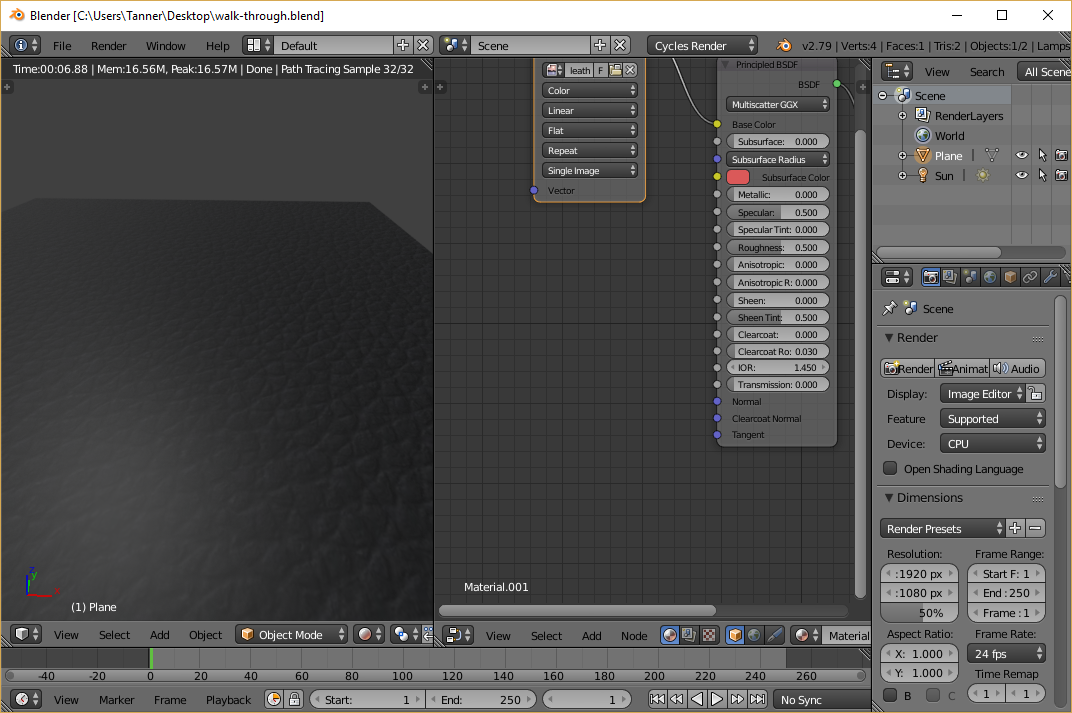 Blender [C:\Users\Tanner\Desktop\walk-through.blend]
File Render Window Help Default Scene Cycles Render v2.79 | Verts:4 | Faces:1 | Tris:2 | Objects:1/2 | Lamps
Time:00:06.88 | Mem:16.56M, Peak:16.57M | Done | Path Tracing Sample 32/32
leath F
Color
Linear
Flat
Repeat
Single Image
Vector
Principled BSDF
BSDF
Multiscatter GGX
Base Color
Subsurface: 0.000
Subsurface Radius
Subsurface Color
Metallic: 0.000
Specular: 0.500
Specular Tint: 0.000
Roughness: 0.500
Anisotropic: 0.000
Anisotropic R: 0.000
Sheen: 0.000
Sheen Tint: 0.500
Clearcoat: 0.000
Clearcoat Ro: 0.030
IOR: 1.450
Transmission: 0.000
Normal
Clearcoat Normal
Tangent
Material.001
z
y
x
(1) Plane
View Select Add Object Object Mode
View Select Add Node Material
-40 -20 0 20 40 60 80 100 120 140 160 180 200 220 240 260
View Marker Frame Playback Start: 1 End: 250 1 No Sync
View Search All Scene
Scene
RenderLayers
World
Plane
Sun
Scene
Render
Render Animat Audio
Display: Image Editor
Feature Supported
Device: CPU
Open Shading Language
Dimensions
Render Presets
Resolution: Frame Range:
:1920 px Start F: 1
:1080 px End :250
50% Frame :1
Aspect Ratio: Frame Rate:
X: 1.000 24 fps
Y: 1.000 Time Remap
B C 1 1